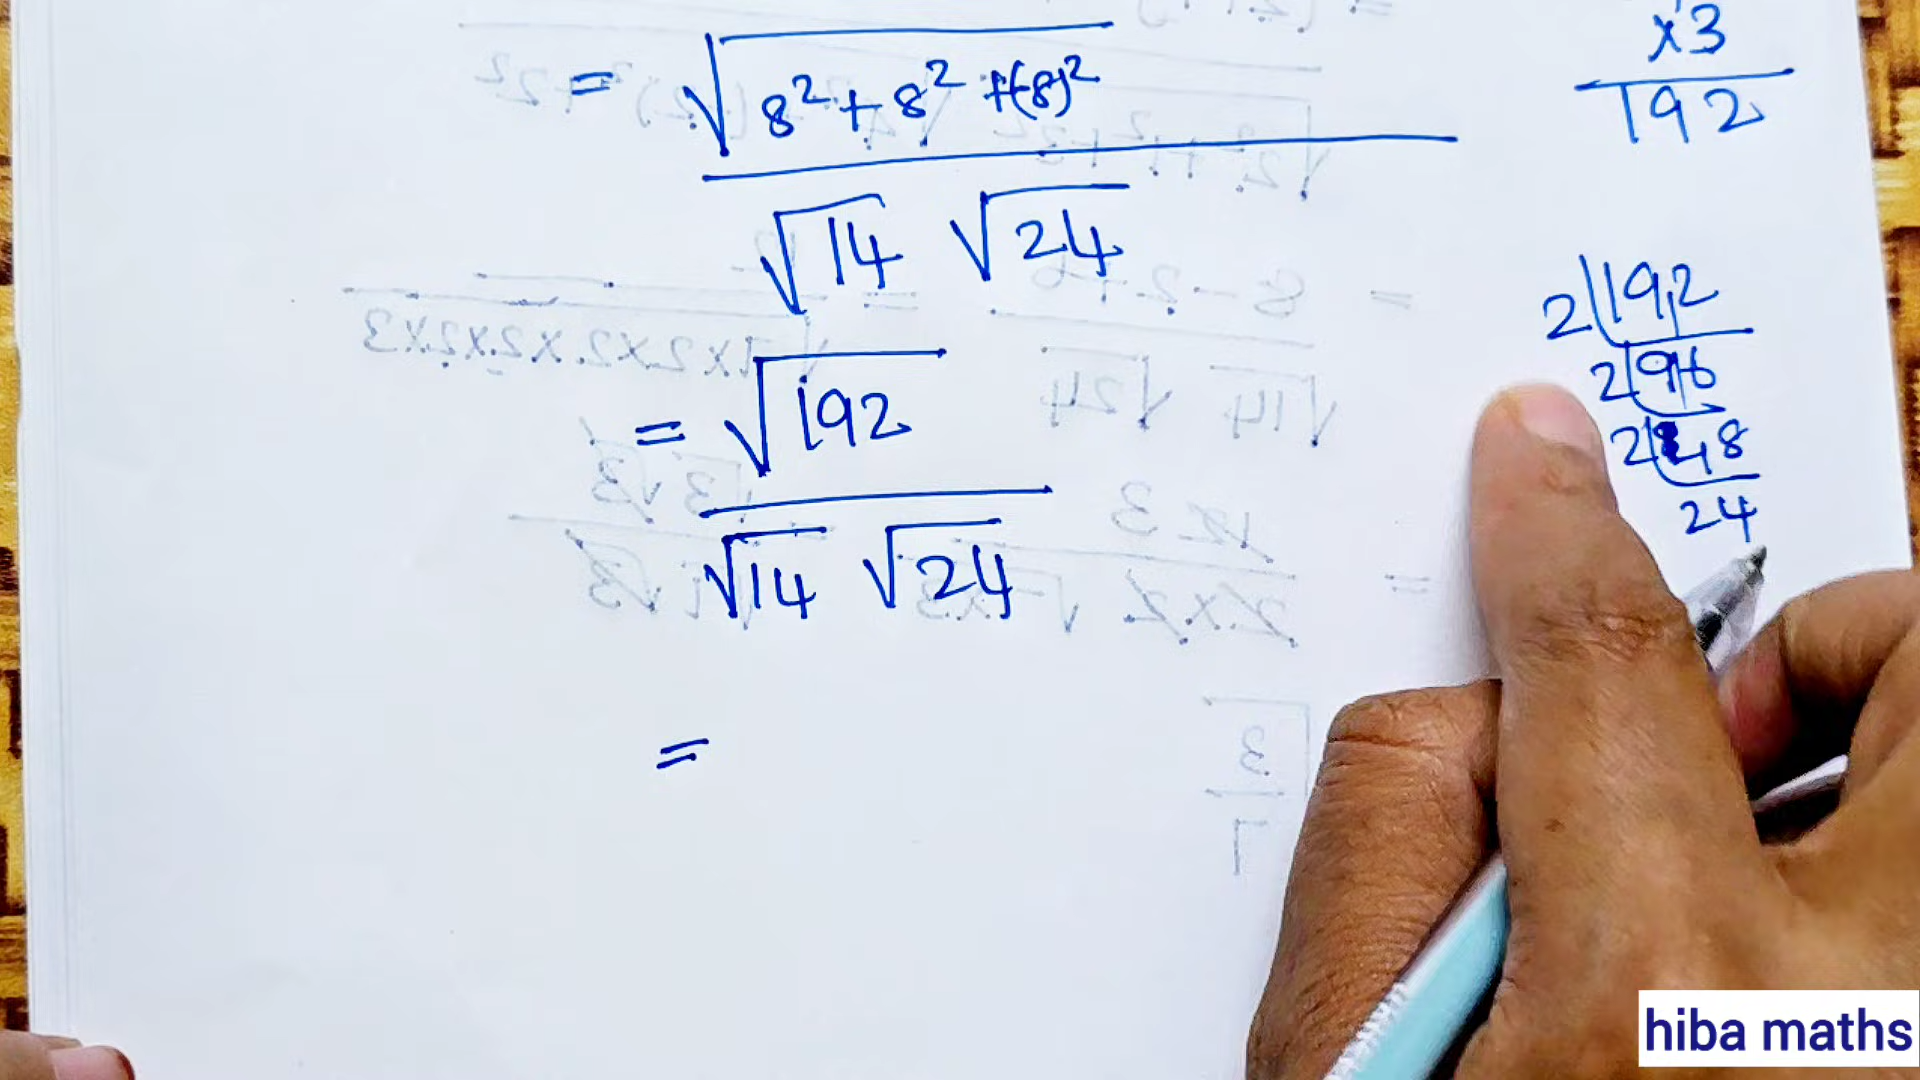 = √(8² + 8² + (-8)²)
√14 √24
= √192
√14 √24
=
x3
192
2 | 192
2 | 96
2 | 48
24
hiba maths